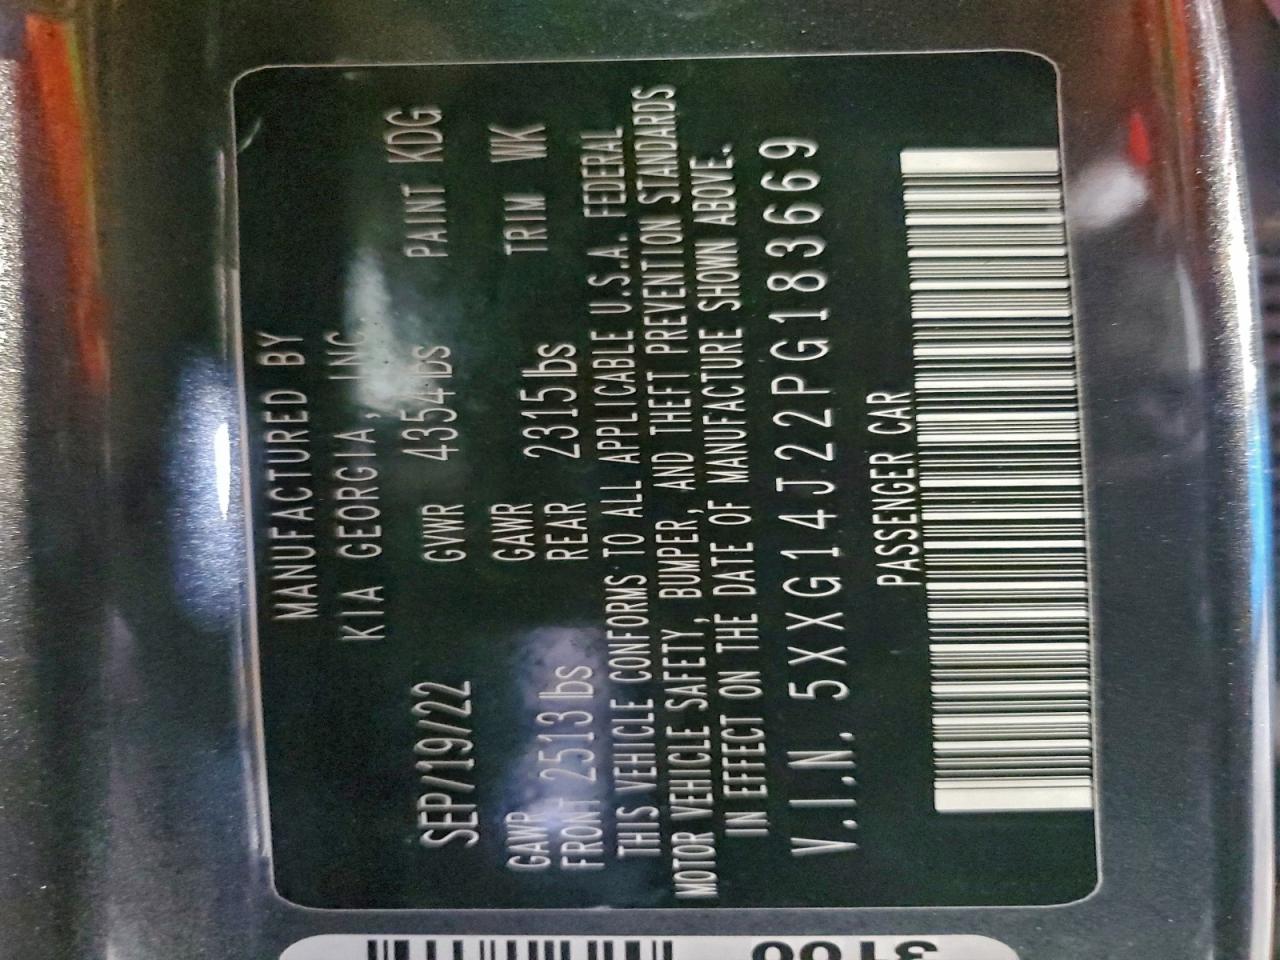 MANUFACTURED BY
KIA GEORGIA, INC
SEP/19/22 GVWR 4354lbs PAINT KDG
GAWR FRONT 2513 lbs GAWR REAR 2315lbs TRIM WK
THIS VEHICLE CONFORMS TO ALL APPLICABLE U.S.A. FEDERAL
MOTOR VEHICLE SAFETY, BUMPER, AND THEFT PREVENTION STANDARDS
IN EFFECT ON THE DATE OF MANUFACTURE SHOWN ABOVE.
V.I.N. 5XXG14J22PG183669
PASSENGER CAR